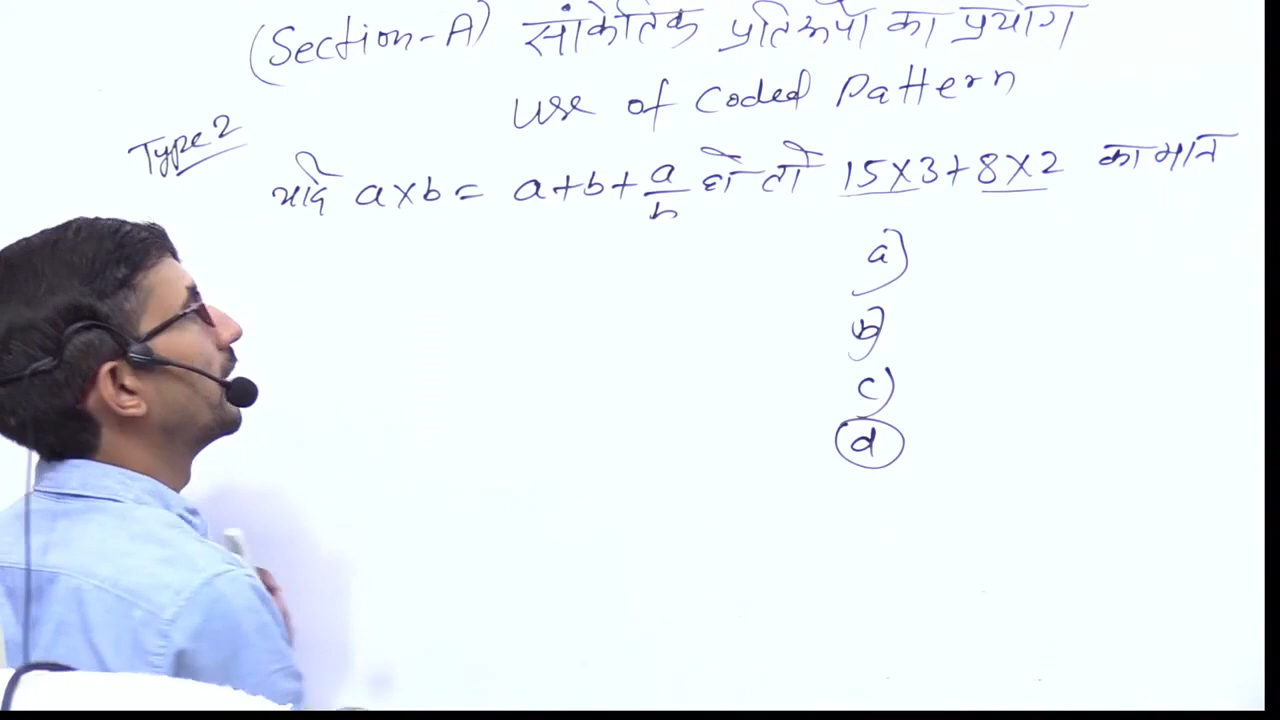 (Section-A) सांकेतिक प्रतिरूपों का प्रयोग
Use of Coded Pattern
Type 2
यदि a×b = a+b+a/b हो तो 15×3+8×2 का मान
a)
b)
c)
d